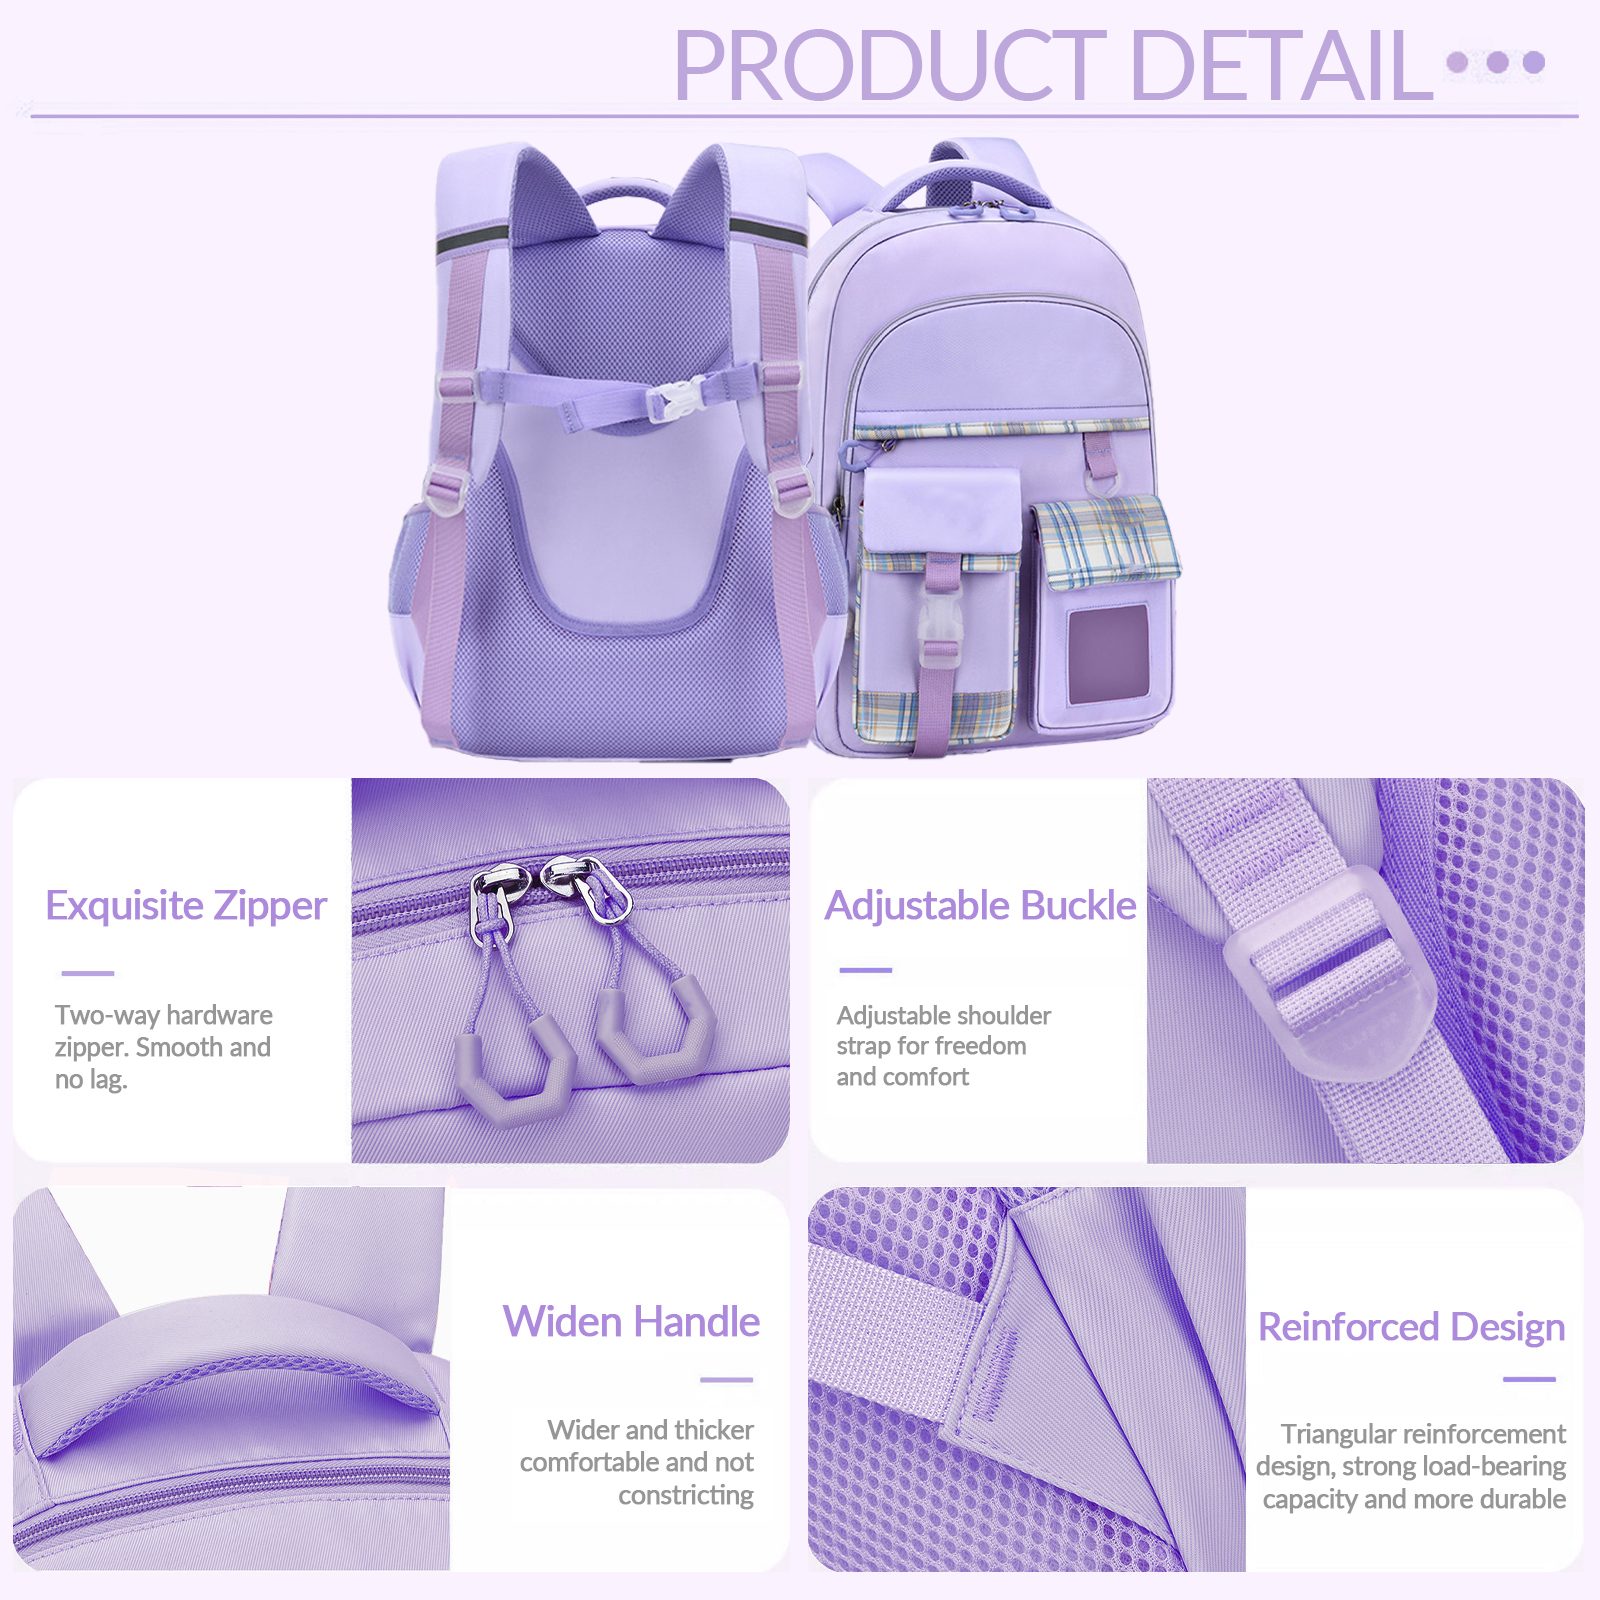 PRODUCT DETAIL
Exquisite Zipper
Two-way hardware
zipper. Smooth and
no lag.
Adjustable Buckle
Adjustable shoulder
strap for freedom
and comfort
Widen Handle
Wider and thicker
comfortable and not
constricting
Reinforced Design
Triangular reinforcement
design, strong load-bearing
capacity and more durable